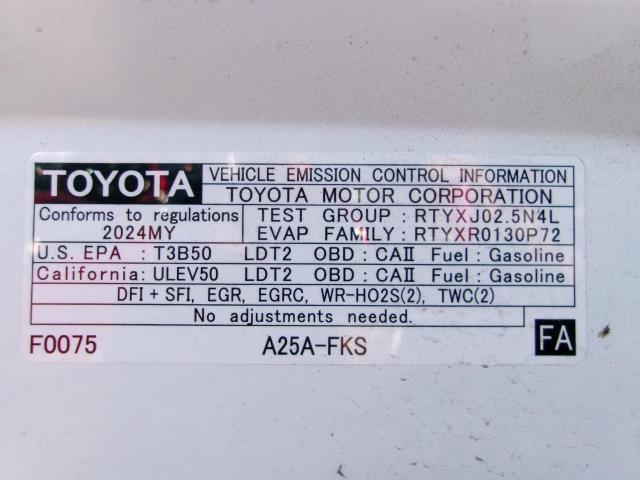 TOYOTA VEHICLE EMISSION CONTROL INFORMATION
TOYOTA MOTOR CORPORATION
Conforms to regulations TEST GROUP : RTYXJ02.5N4L
2024MY EVAP FAMILY : RTYXR0130P72
U.S. EPA : T3B50 LDT2 OBD : CAII Fuel : Gasoline
California: ULEV50 LDT2 OBD : CAII Fuel : Gasoline
DFI + SFI, EGR, EGRC, WR-HO2S(2), TWC(2)
No adjustments needed.
F0075 A25A-FKS FA